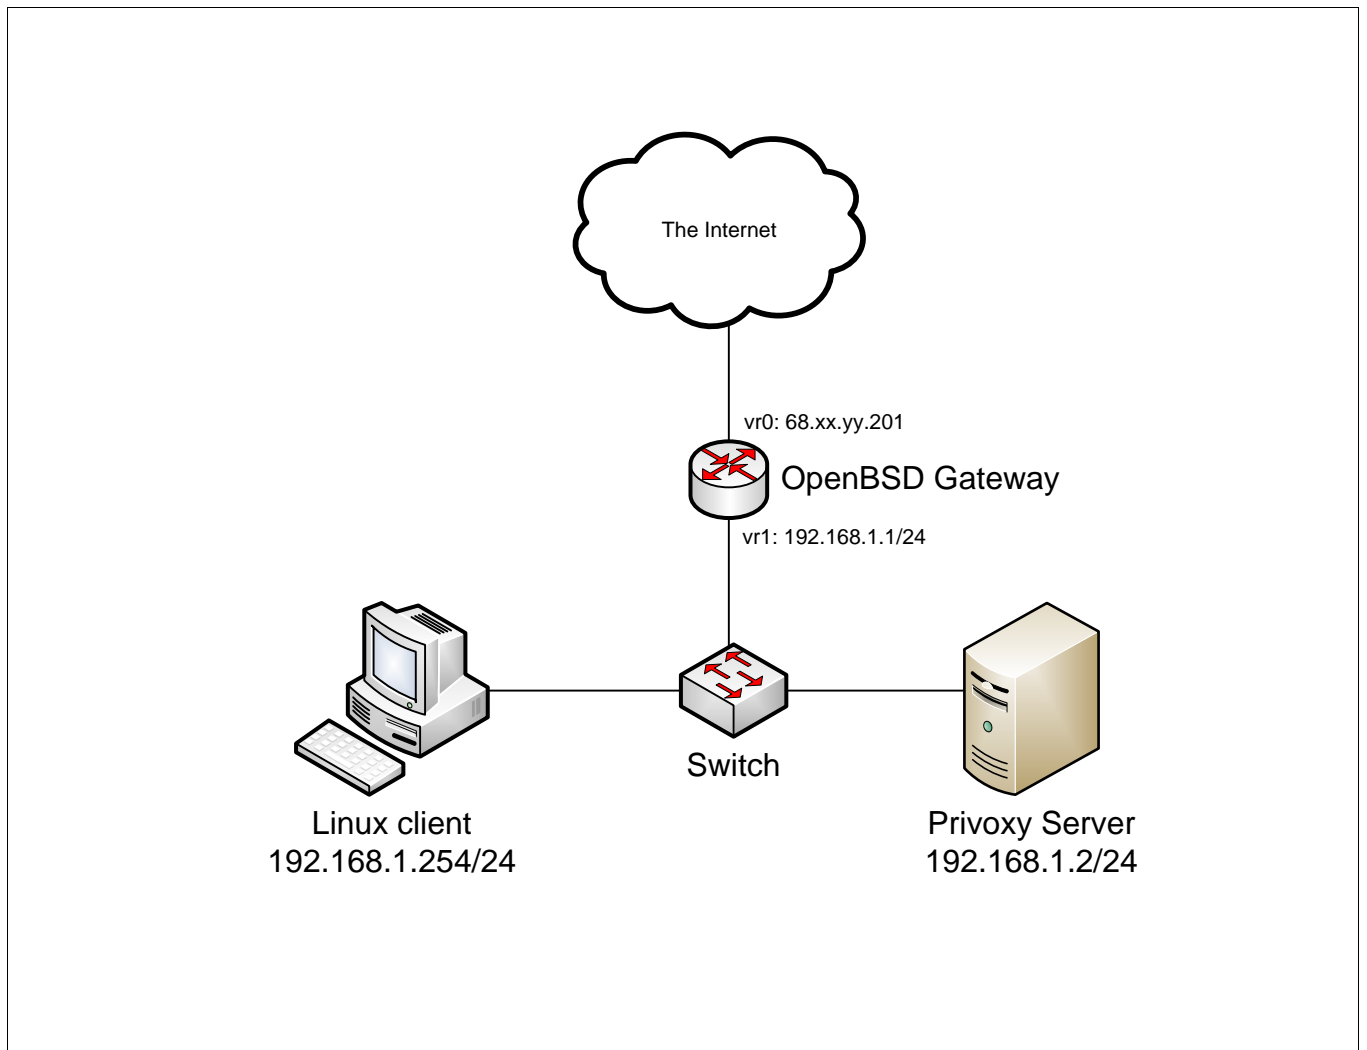 The Internet
vr0: 68.xx.yy.201
OpenBSD Gateway
vr1: 192.168.1.1/24
Switch
Linux client
192.168.1.254/24
Privoxy Server
192.168.1.2/24